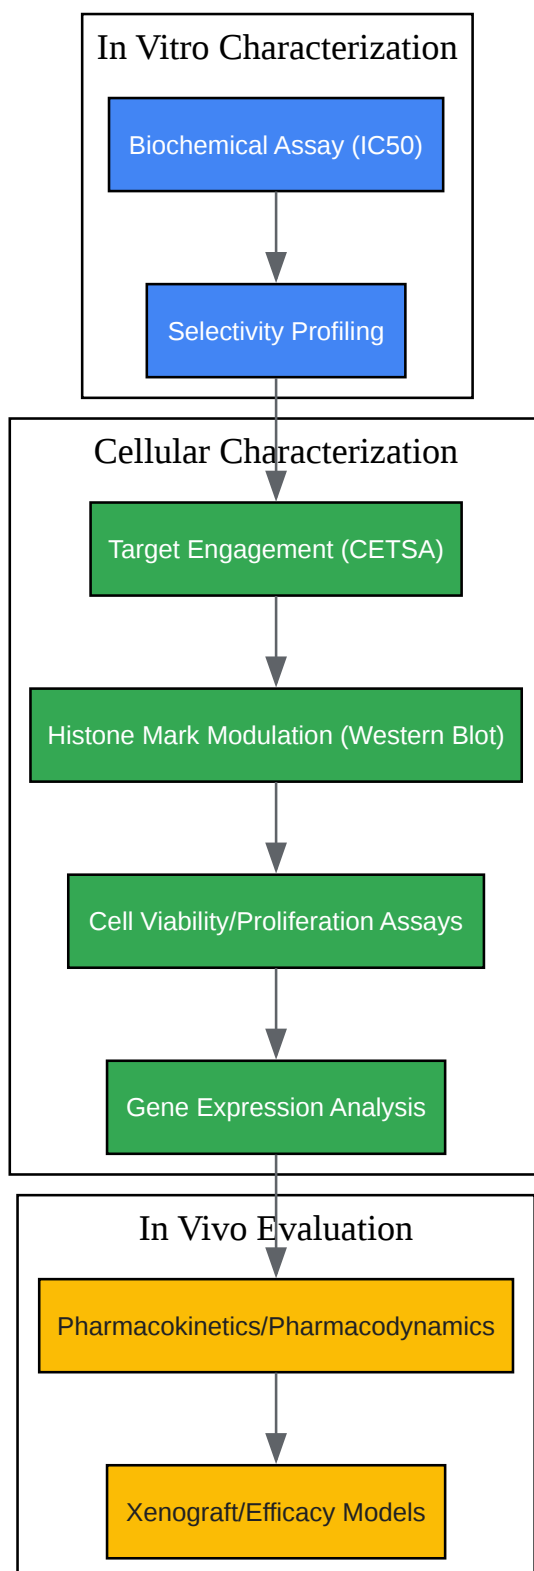 In Vitro Characterization
Biochemical Assay (IC50)
Selectivity Profiling
Cellular Characterization
Target Engagement (CETSA)
Histone Mark Modulation (Western Blot)
Cell Viability/Proliferation Assays
Gene Expression Analysis
In Vivo Evaluation
Pharmacokinetics/Pharmacodynamics
Xenograft/Efficacy Models